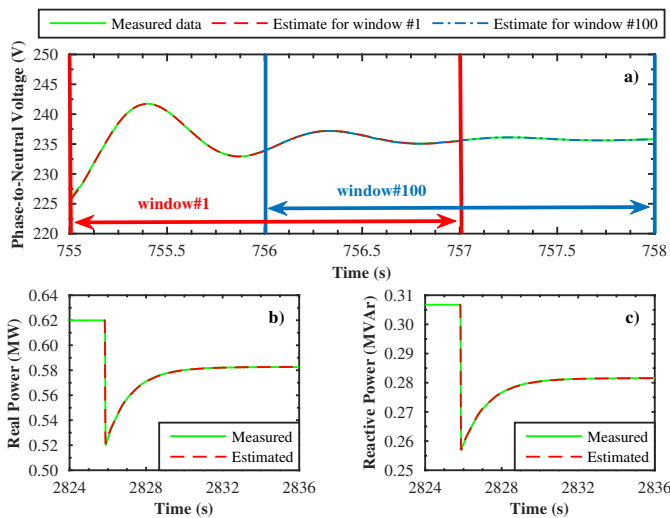 Measured data Estimate for window #1 Estimate for window #100
Phase-to-Neutral Voltage (V)
250
245
240
235
230
225
220
a)
window#1
window#100
755 755.5 756 756.5 757 757.5 758
Time (s)
Real Power (MW)
0.64
0.62
0.60
0.58
0.56
0.54
0.52
0.50
b)
Measured
Estimated
2824 2828 2832 2836
Time (s)
Reactive Power (MVAr)
0.31
0.30
0.29
0.28
0.27
0.26
0.25
c)
Measured
Estimated
2824 2828 2832 2836
Time (s)